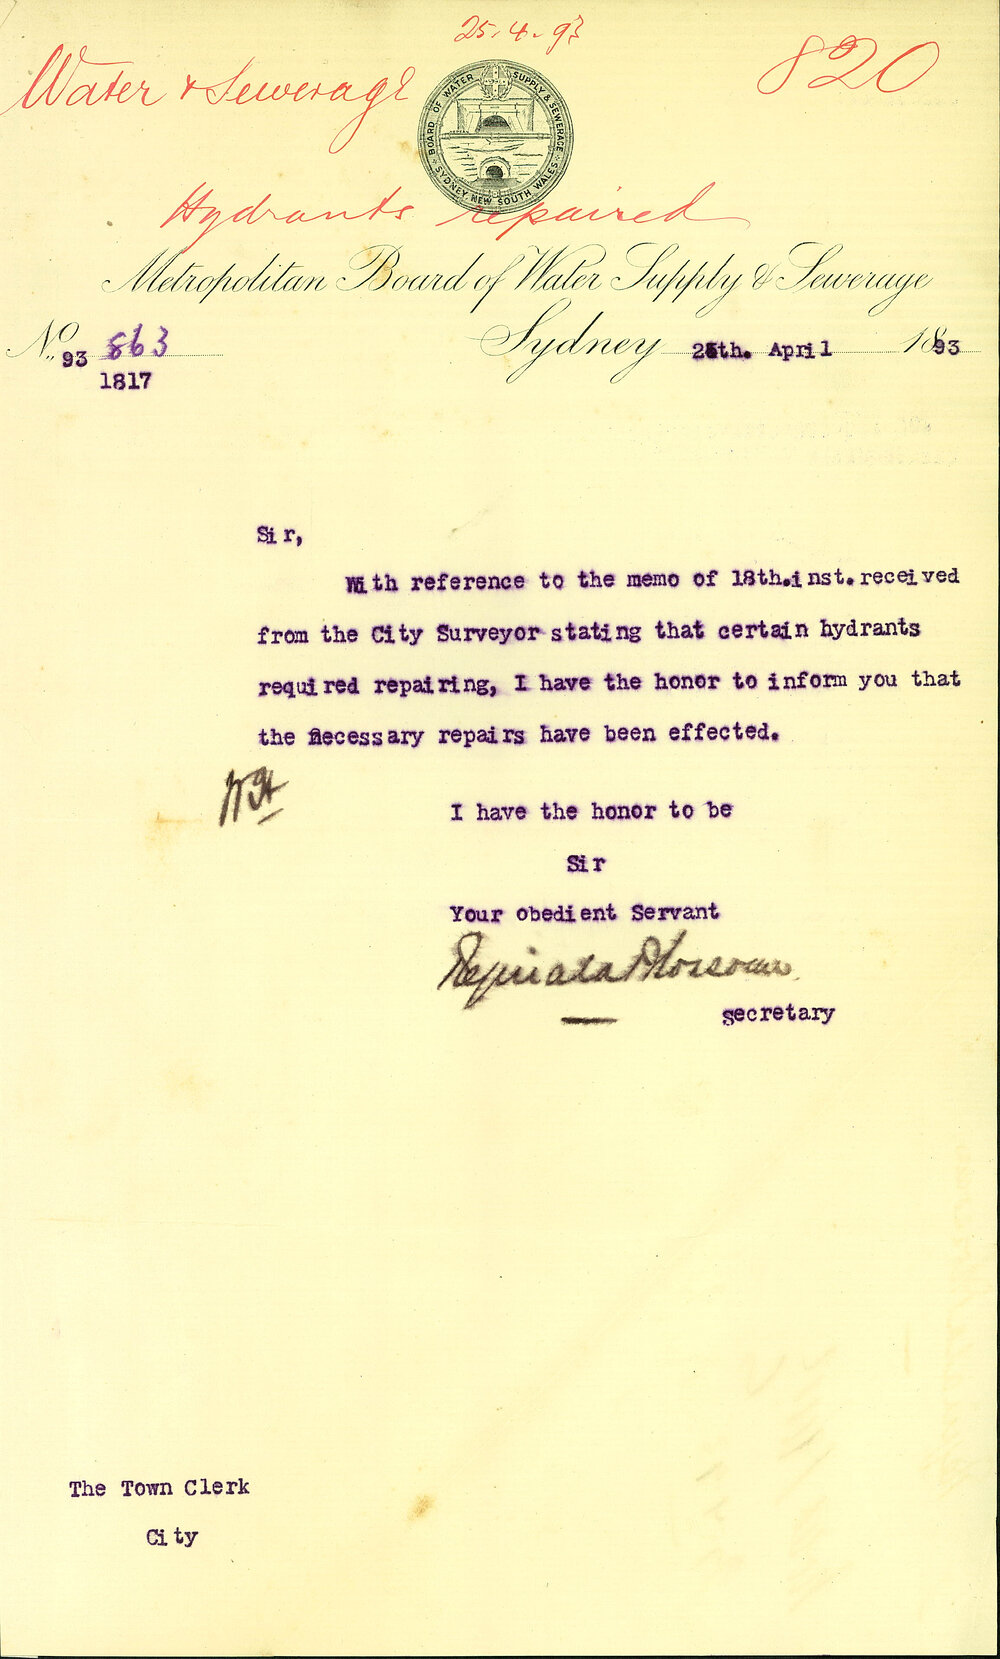 25.4.93
Water & Sewerage
820
BOARD OF WATER SUPPLY & SEWERAGE
SYDNEY, NEW SOUTH WALES
Hydrants repaired
Metropolitan Board of Water Supply & Sewerage
No. 93 863
1817
Sydney 25th. April 1893
Sir,
With reference to the memo of 18th.inst.received
from the City Surveyor stating that certain hydrants
required repairing, I have the honor to inform you that
the necessary repairs have been effected.
I have the honor to be
Sir
Your obedient Servant
Secretary
The Town Clerk
City